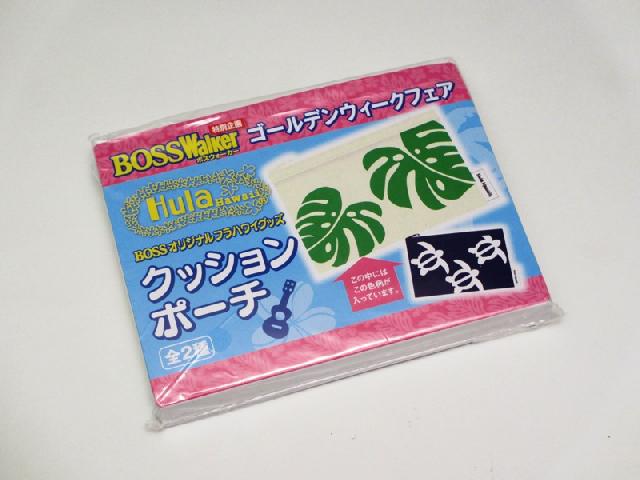 特別企画
BOSS Walker
ボスウォーカー
ゴールデンウィークフェア
Hula Hawaii
BOSSオリジナルフラハワイグッズ
クッション
ポーチ
全2種
この中には
この色柄が
入っています。